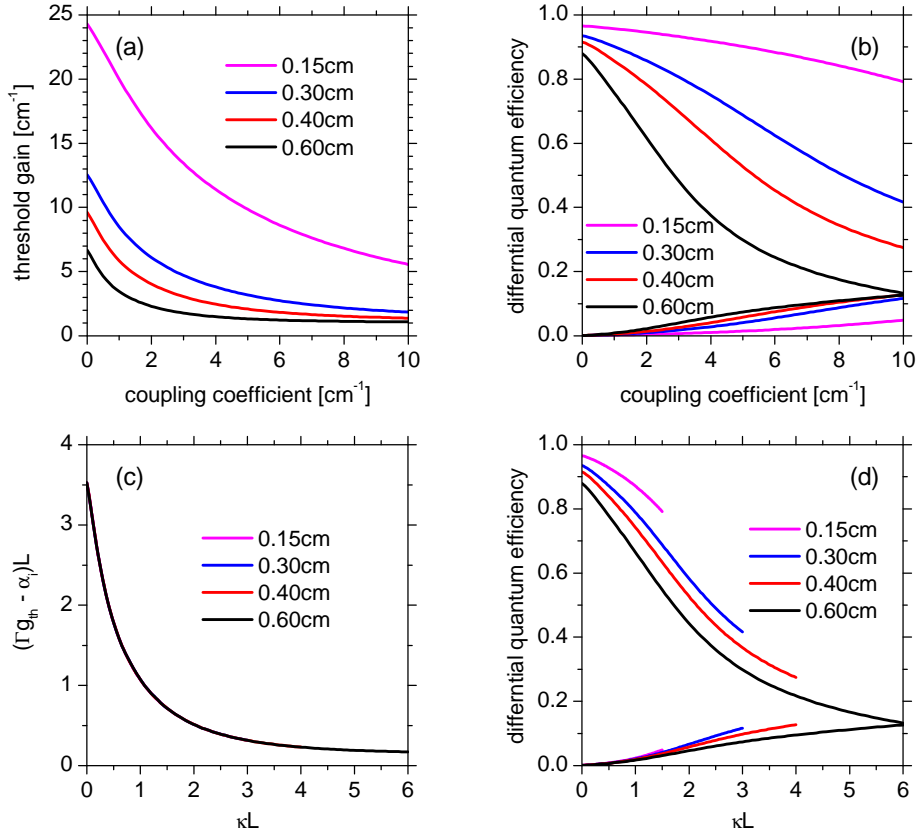 (a)
0.15cm
0.30cm
0.40cm
0.60cm
threshold gain [cm⁻¹]
25
20
15
10
5
0
0 2 4 6 8 10
coupling coefficient [cm⁻¹]
(b)
0.15cm
0.30cm
0.40cm
0.60cm
differntial quantum efficiency
1.0
0.8
0.6
0.4
0.2
0.0
0 2 4 6 8 10
coupling coefficient [cm⁻¹]
(c)
0.15cm
0.30cm
0.40cm
0.60cm
(Γg_th - α_i)L
4
3
2
1
0
0 1 2 3 4 5 6
κL
(d)
0.15cm
0.30cm
0.40cm
0.60cm
differntial quantum efficiency
1.0
0.8
0.6
0.4
0.2
0.0
0 1 2 3 4 5 6
κL